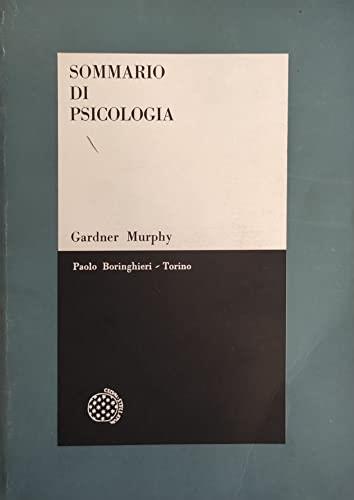 SOMMARIO
DI
PSICOLOGIA
Gardner Murphy
Paolo Boringhieri - Torino